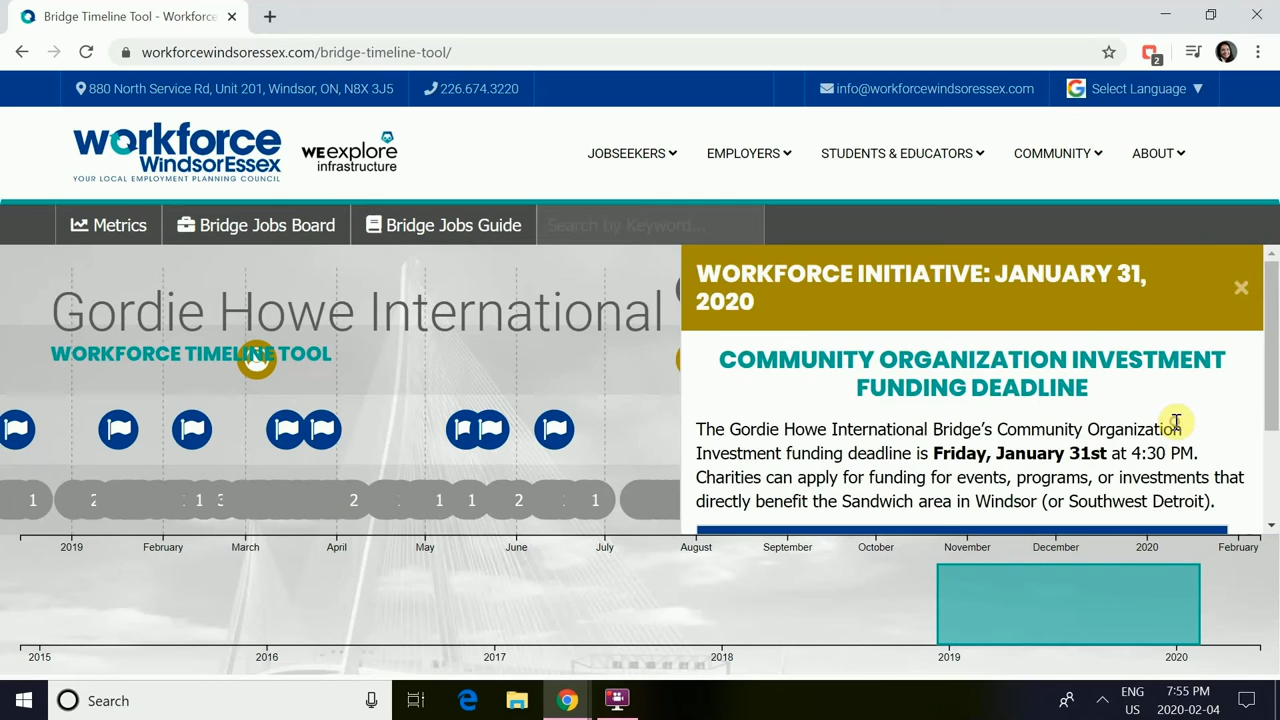 Bridge Timeline Tool - Workforce
workforcewindsoressex.com/bridge-timeline-tool/
2
880 North Service Rd, Unit 201, Windsor, ON, N8X 3J5
226.674.3220
info@workforcewindsoressex.com
Select Language ▼
workforce
WindsorEssex
YOUR LOCAL EMPLOYMENT PLANNING COUNCIL
WEexplore
infrastructure
JOBSEEKERS
EMPLOYERS
STUDENTS & EDUCATORS
COMMUNITY
ABOUT
Metrics
Bridge Jobs Board
Bridge Jobs Guide
Search by Keyword...
Gordie Howe International
WORKFORCE TIMELINE TOOL
WORKFORCE INITIATIVE: JANUARY 31,
2020
COMMUNITY ORGANIZATION INVESTMENT
FUNDING DEADLINE
The Gordie Howe International Bridge's Community Organization
Investment funding deadline is Friday, January 31st at 4:30 PM.
Charities can apply for funding for events, programs, or investments that
directly benefit the Sandwich area in Windsor (or Southwest Detroit).
1 2 1 1 3 2 1 1 2 1 1
2019 February March April May June July August September October November December 2020 February
2015 2016 2017 2018 2019 2020
Search
ENG
US
7:55 PM
2020-02-04